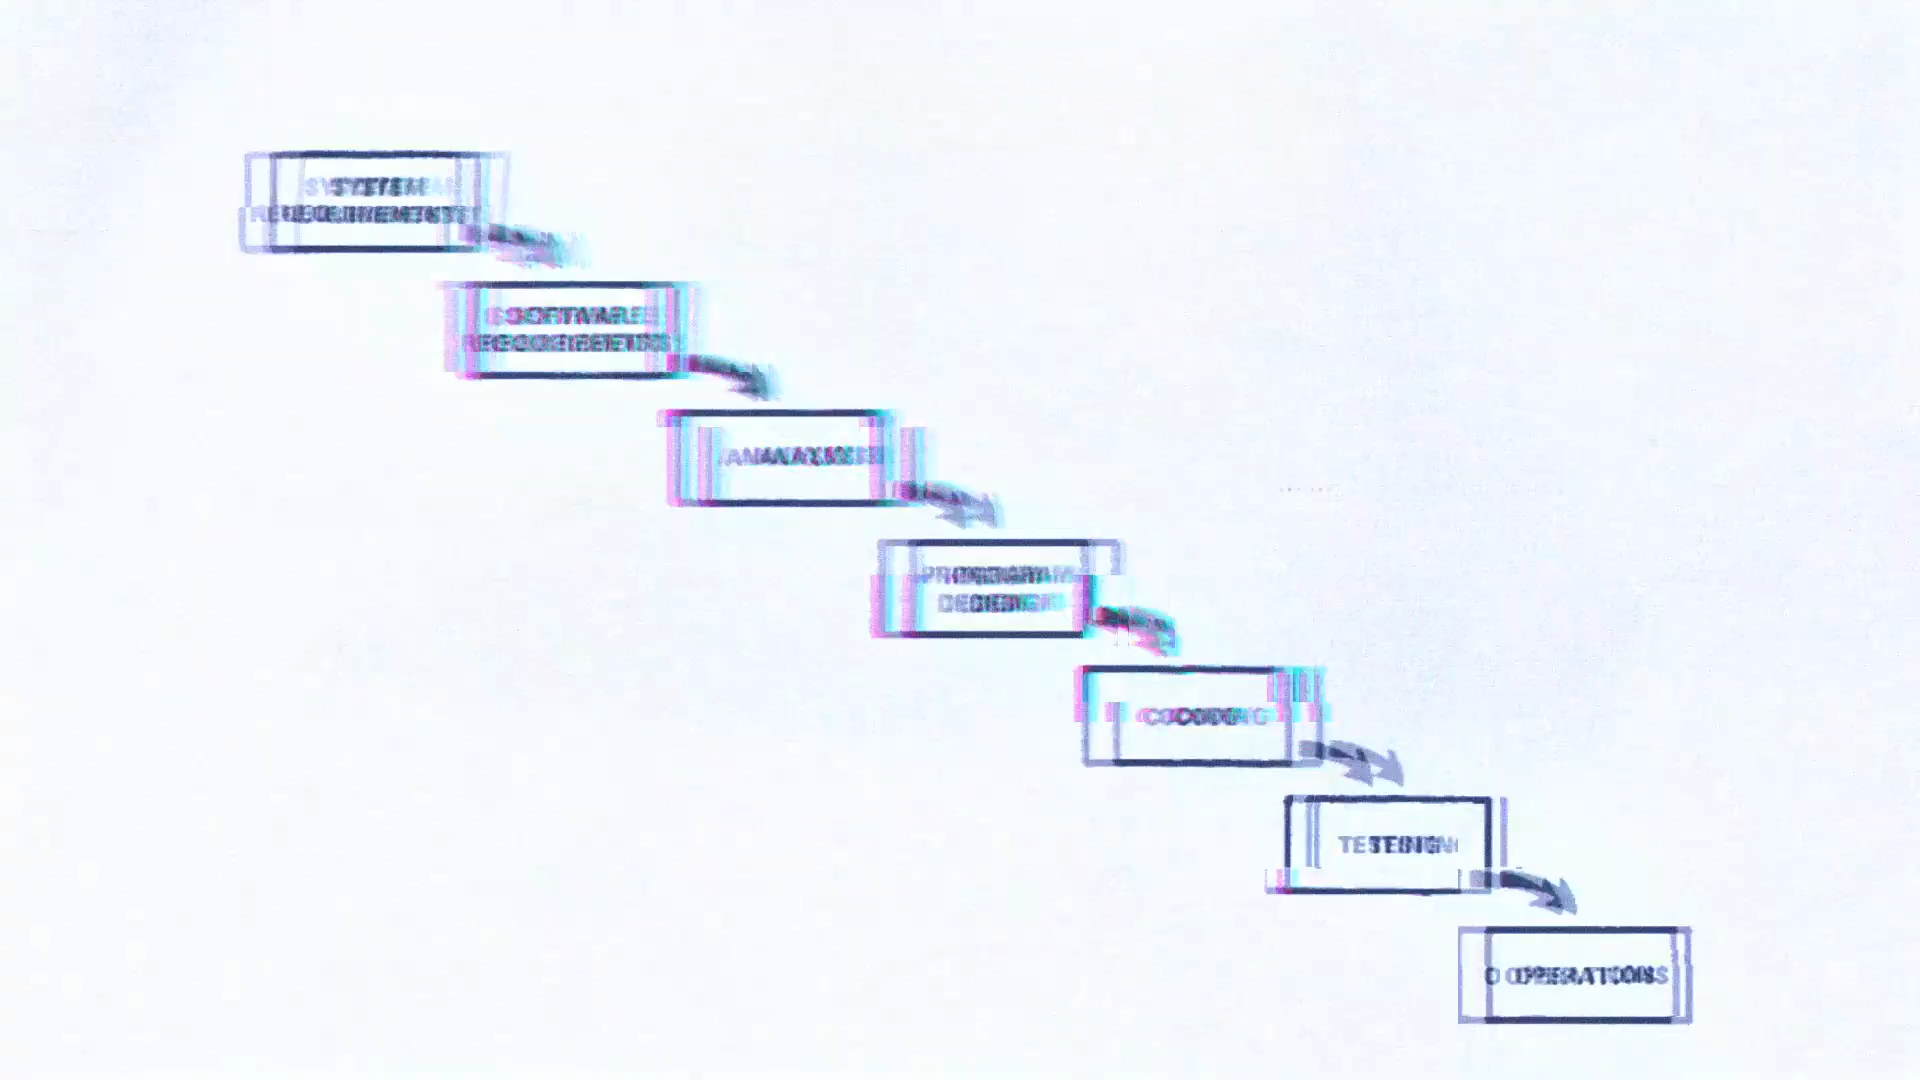 SYSTEM
REQUIREMENTS
SOFTWARE
REQUIREMENTS
ANALYSIS
PROGRAM
DESIGN
CODING
TESTING
OPERATIONS